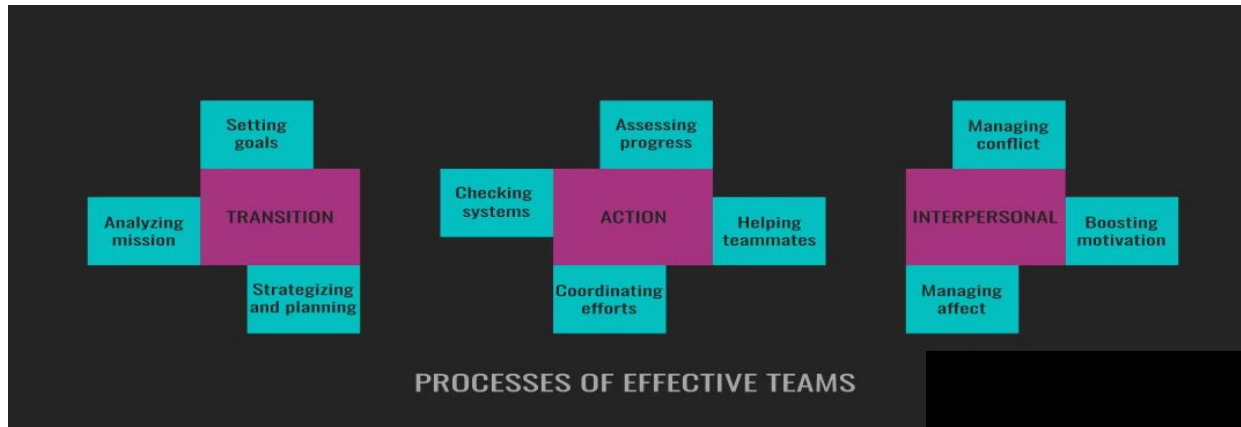 Setting
goals
Analyzing
mission
TRANSITION
Strategizing
and planning
Assessing
progress
Checking
systems
ACTION
Helping
teammates
Coordinating
efforts
Managing
conflict
INTERPERSONAL
Boosting
motivation
Managing
affect
PROCESSES OF EFFECTIVE TEAMS